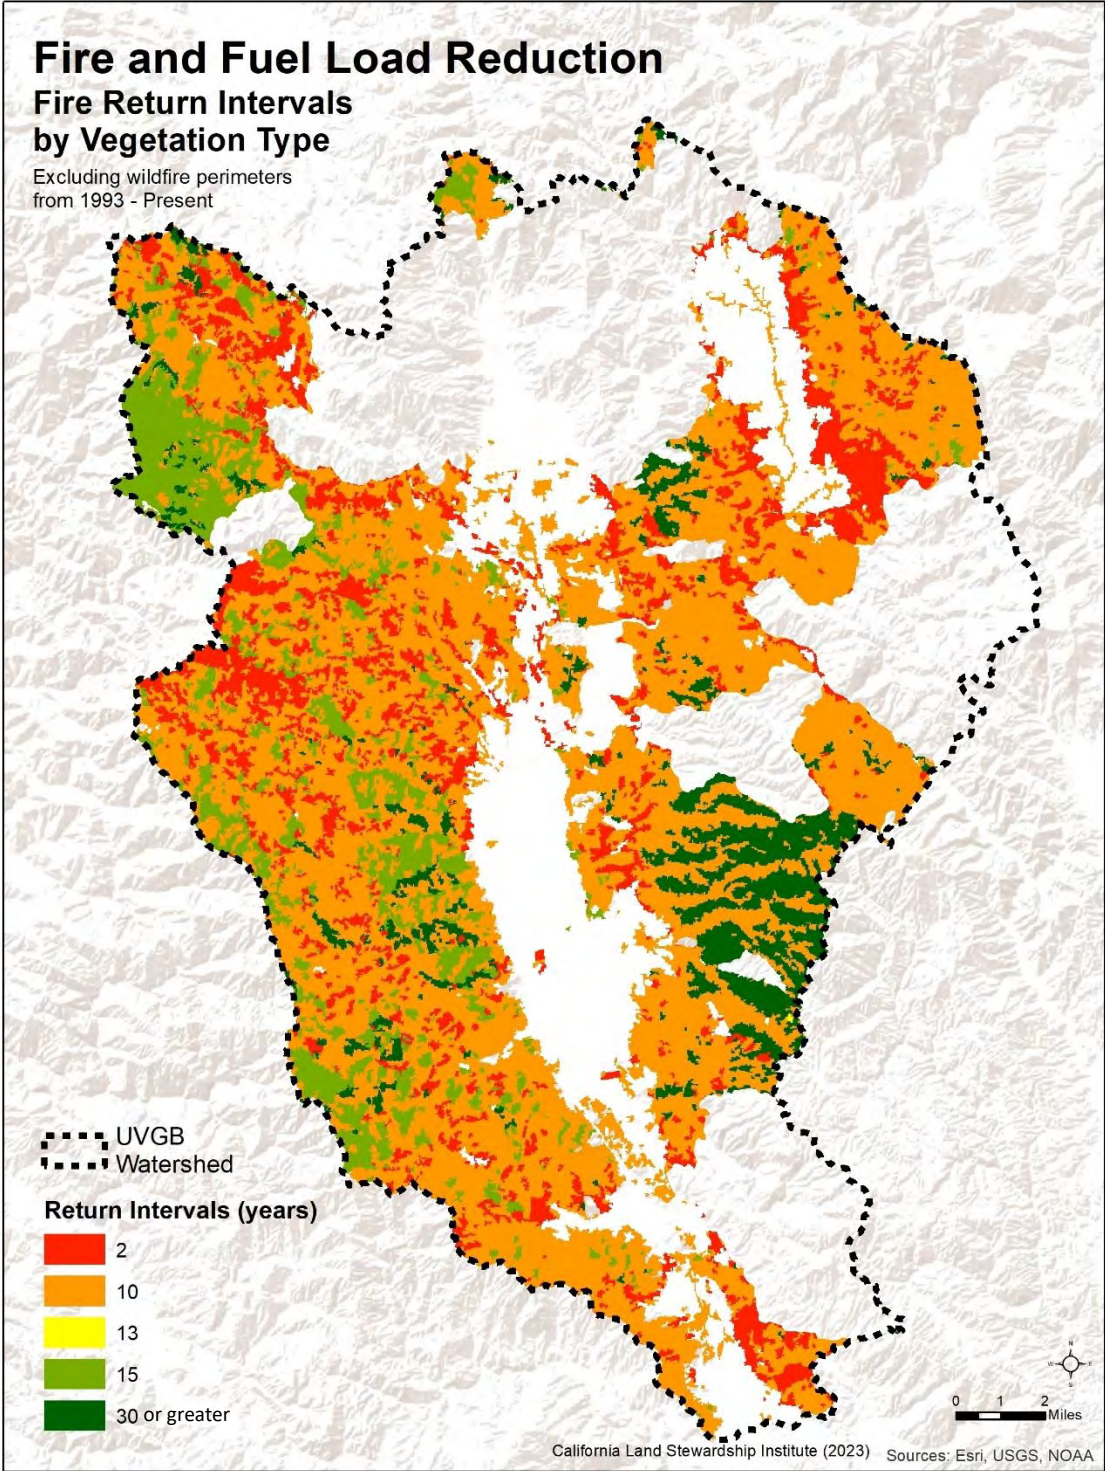 Fire and Fuel Load Reduction
Fire Return Intervals
by Vegetation Type
Excluding wildfire perimeters
from 1993 - Present
UVGB
Watershed
Return Intervals (years)
2
10
13
15
30 or greater
N
W E
S
0 1 2
Miles
California Land Stewardship Institute (2023) Sources: Esri, USGS, NOAA